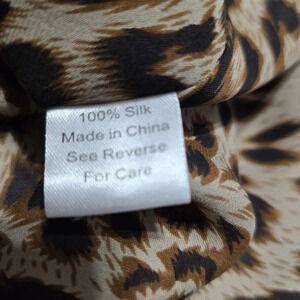 100% Silk
Made in China
See Reverse
For Care